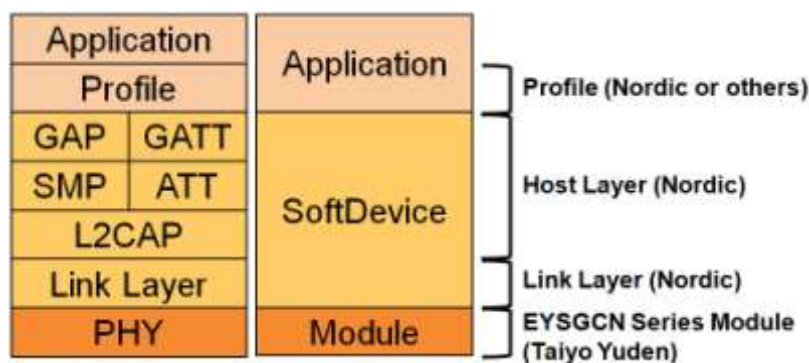 Application
Profile
GAP GATT
SMP ATT
L2CAP
Link Layer
PHY
Application
SoftDevice
Module
Profile (Nordic or others)
Host Layer (Nordic)
Link Layer (Nordic)
EYSGCN Series Module
(Taiyo Yuden)